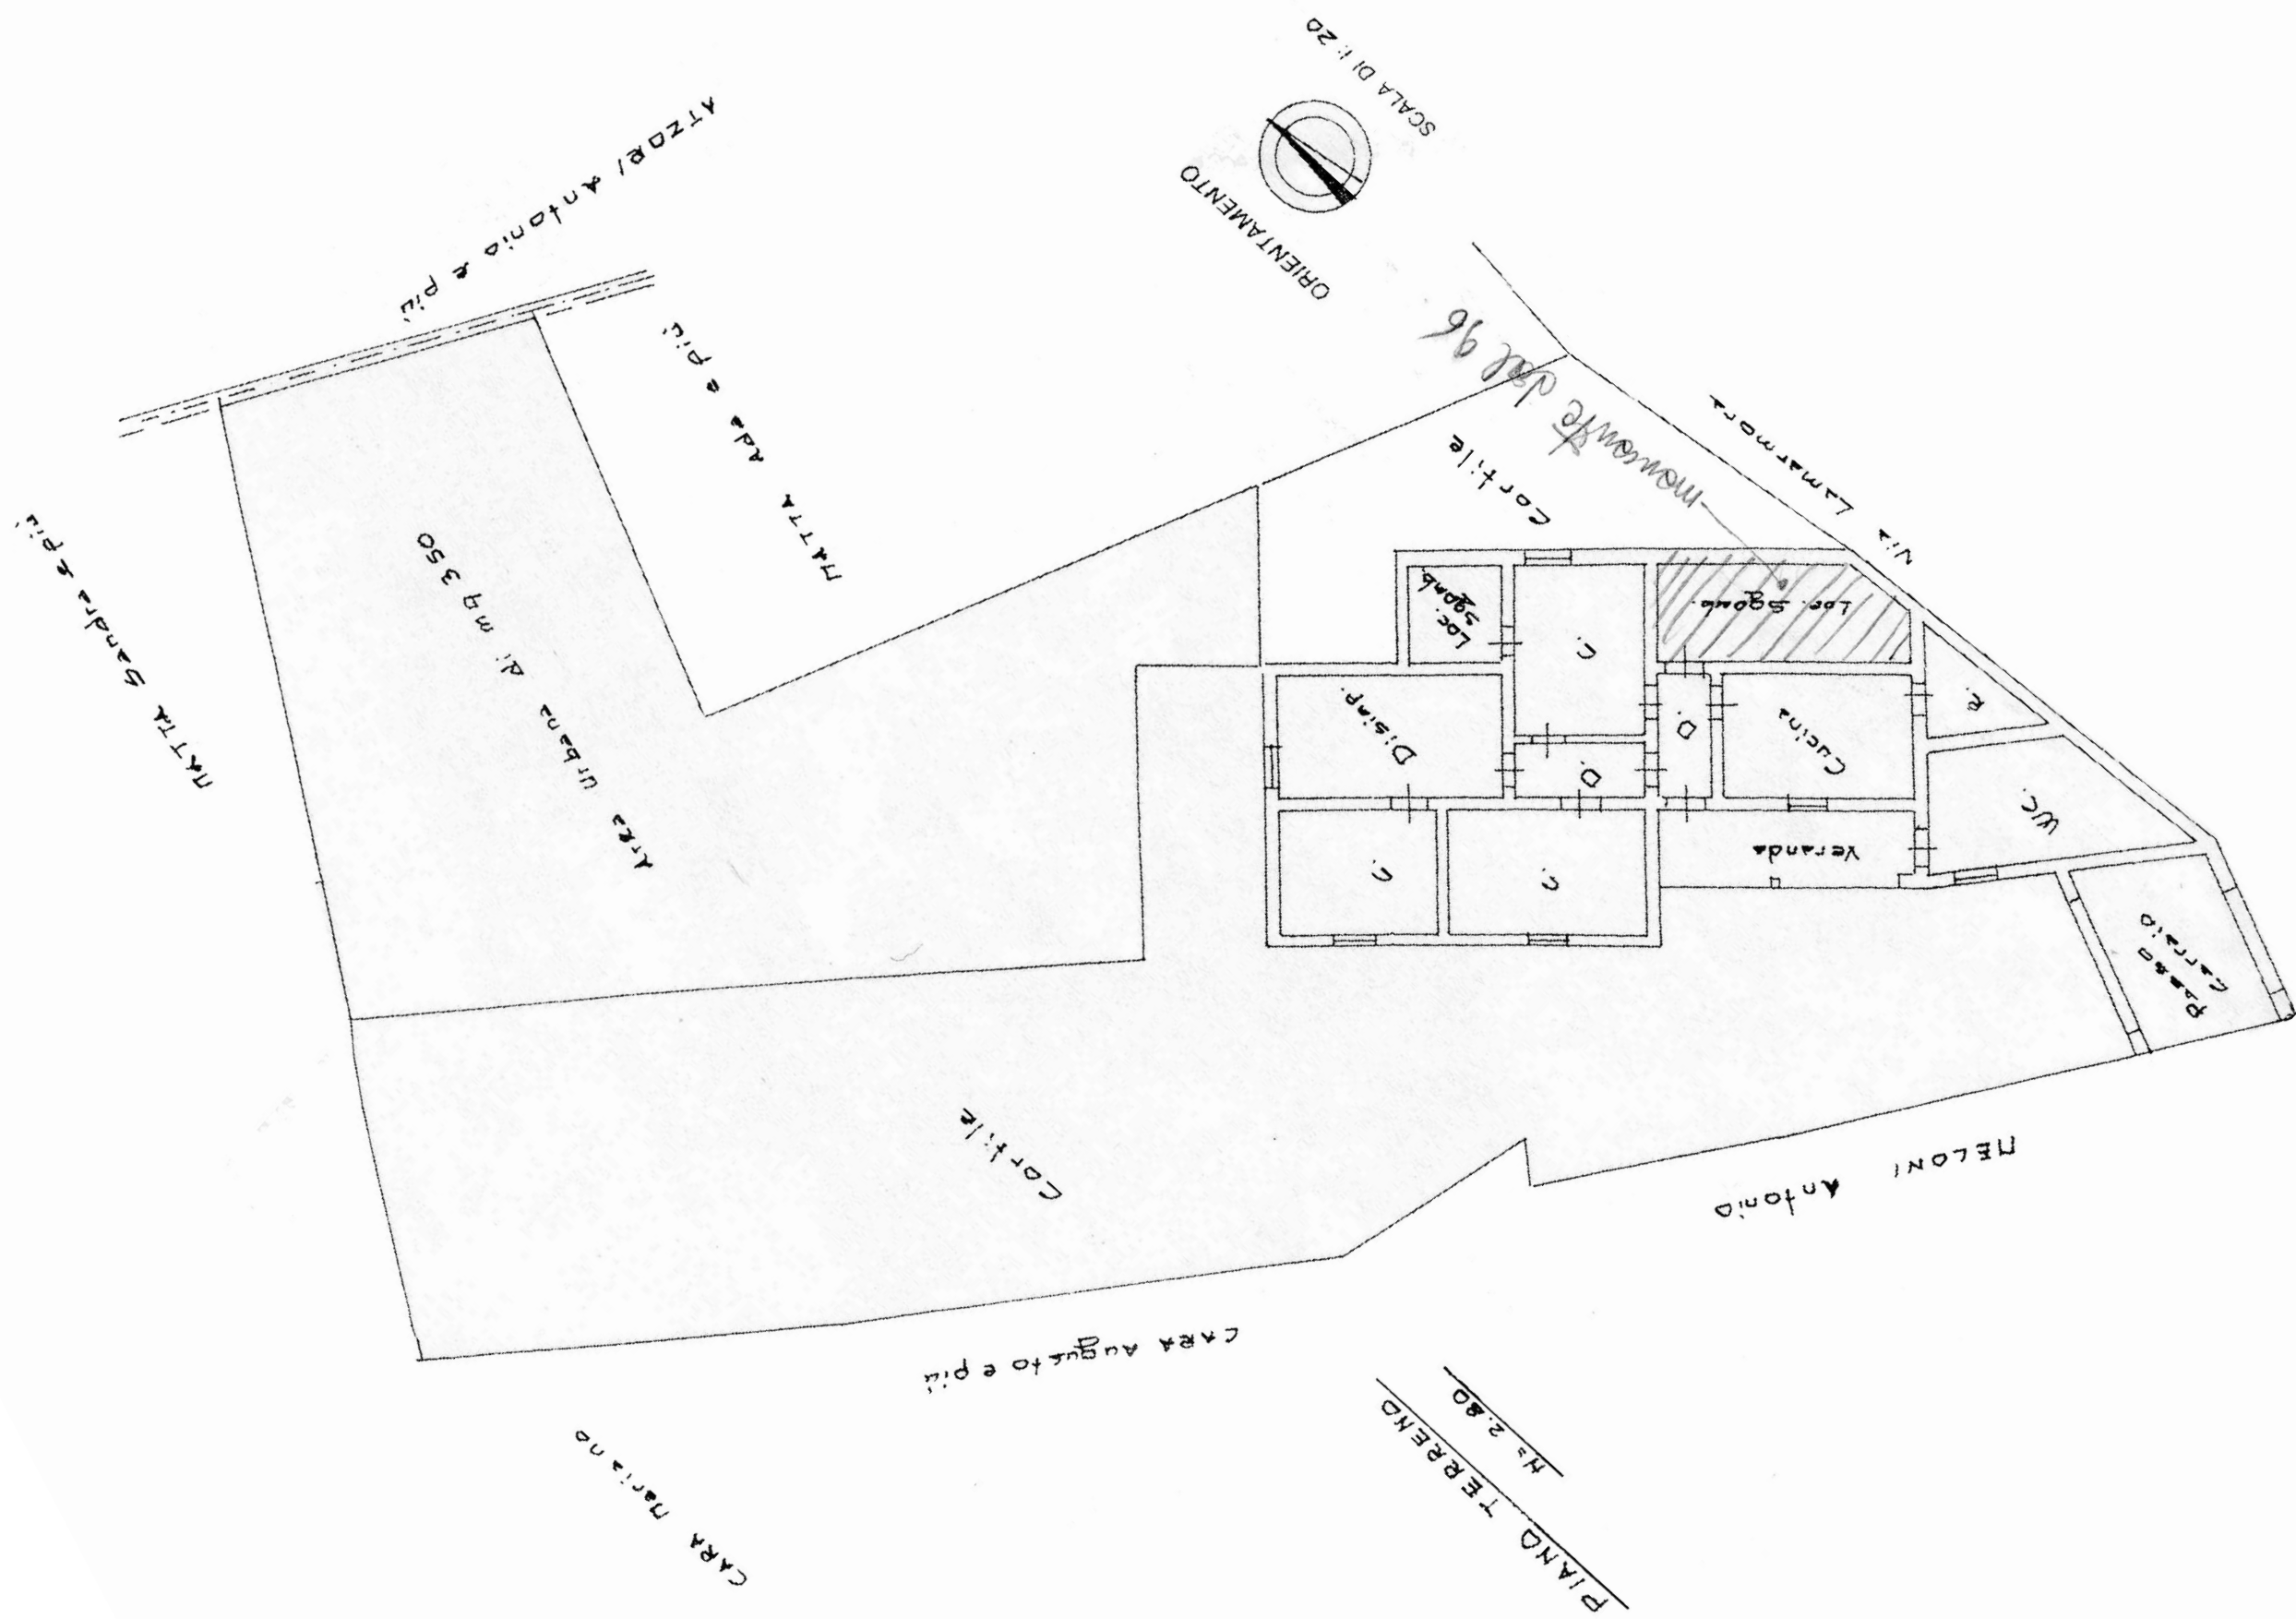 SCALA DI 1:20
ORIENTAMENTO
ATZORI Antonio e più
MATTA Ada e più
MATTA Sandra e più
Area Urbana di mq 350
mancante dal 96
Via Lamarmora
Cortile
Loc.
Sgomb.
C.
Loc. Sgomb.
R.
Disimp.
D.
D.
Cucina
W.C.
C.
C.
Veranda
Passo
Carraio
Cortile
MELONI Antonio
CARA Augusto e più
CARA Mariano
PIANO TERRENO
H= 2.80